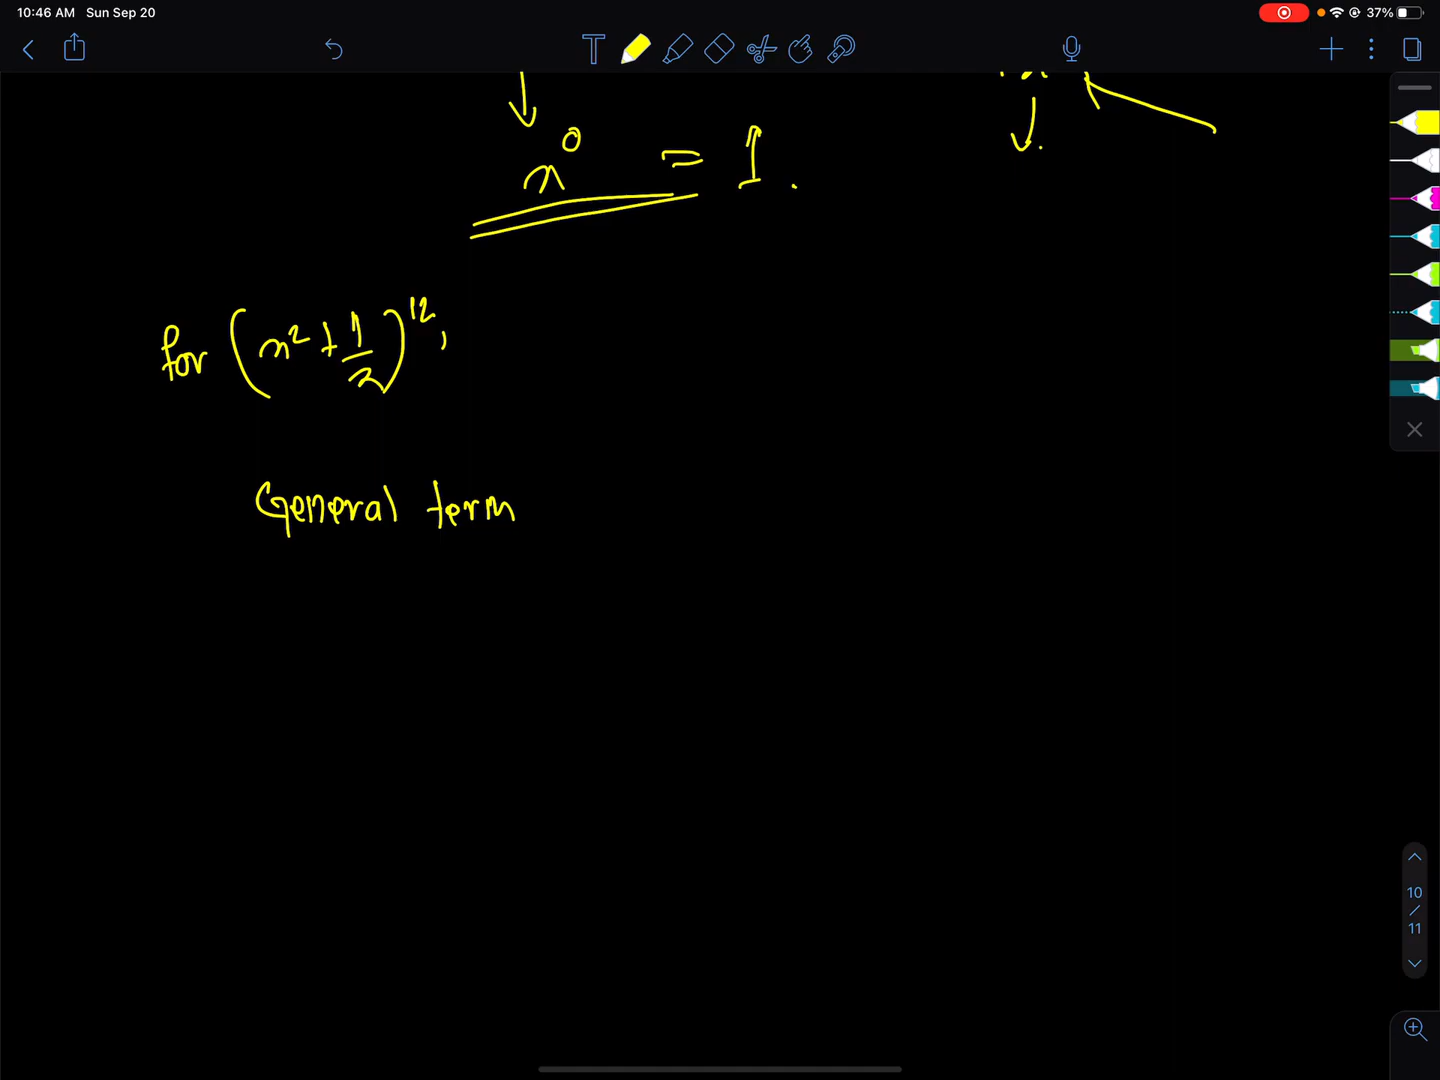 10:46 AM Sun Sep 20
37%
x⁰ = 1.
for (x² + 1/x)¹²,
General term
10
/
11